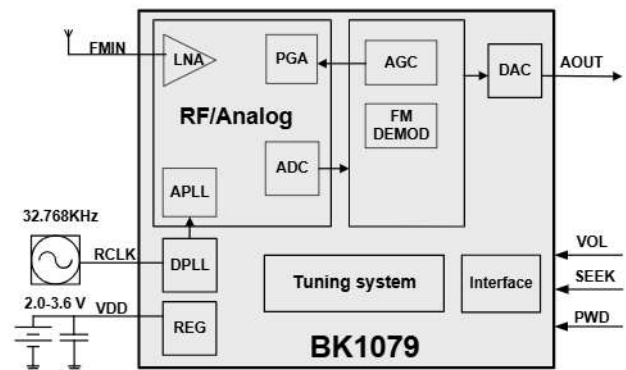 FMIN
LNA
PGA
AGC
DAC
AOUT
RF/Analog
FM
DEMOD
ADC
APLL
32.768KHz
RCLK
DPLL
VOL
Tuning system
Interface
SEEK
2.0-3.6 V
VDD
REG
PWD
BK1079